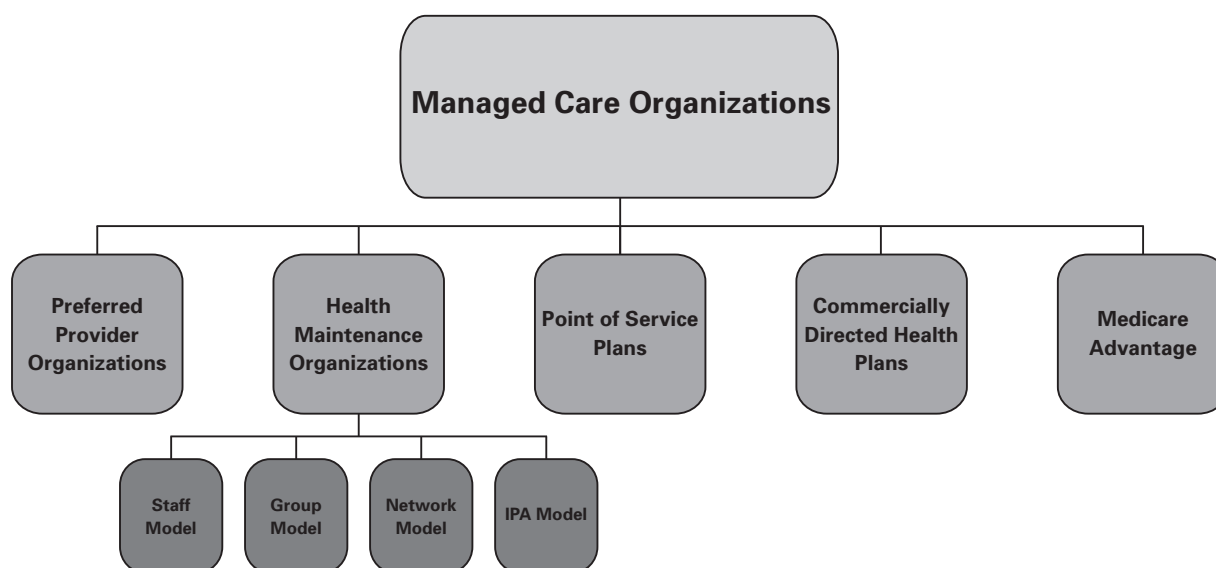 Managed Care Organizations
Preferred
Provider
Organizations
Health
Maintenance
Organizations
Point of Service
Plans
Commercially
Directed Health
Plans
Medicare
Advantage
Staff
Model
Group
Model
Network
Model
IPA Model